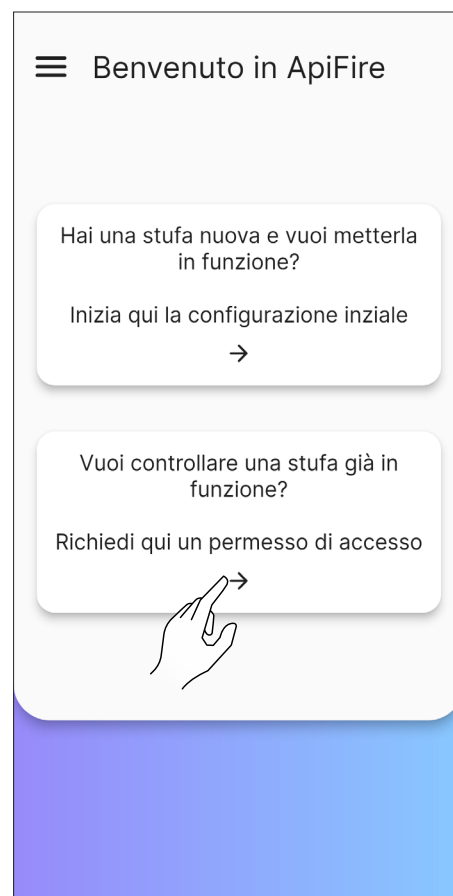 Benvenuto in ApiFire
Hai una stufa nuova e vuoi metterla
in funzione?
Inizia qui la configurazione inziale
Vuoi controllare una stufa già in
funzione?
Richiedi qui un permesso di accesso